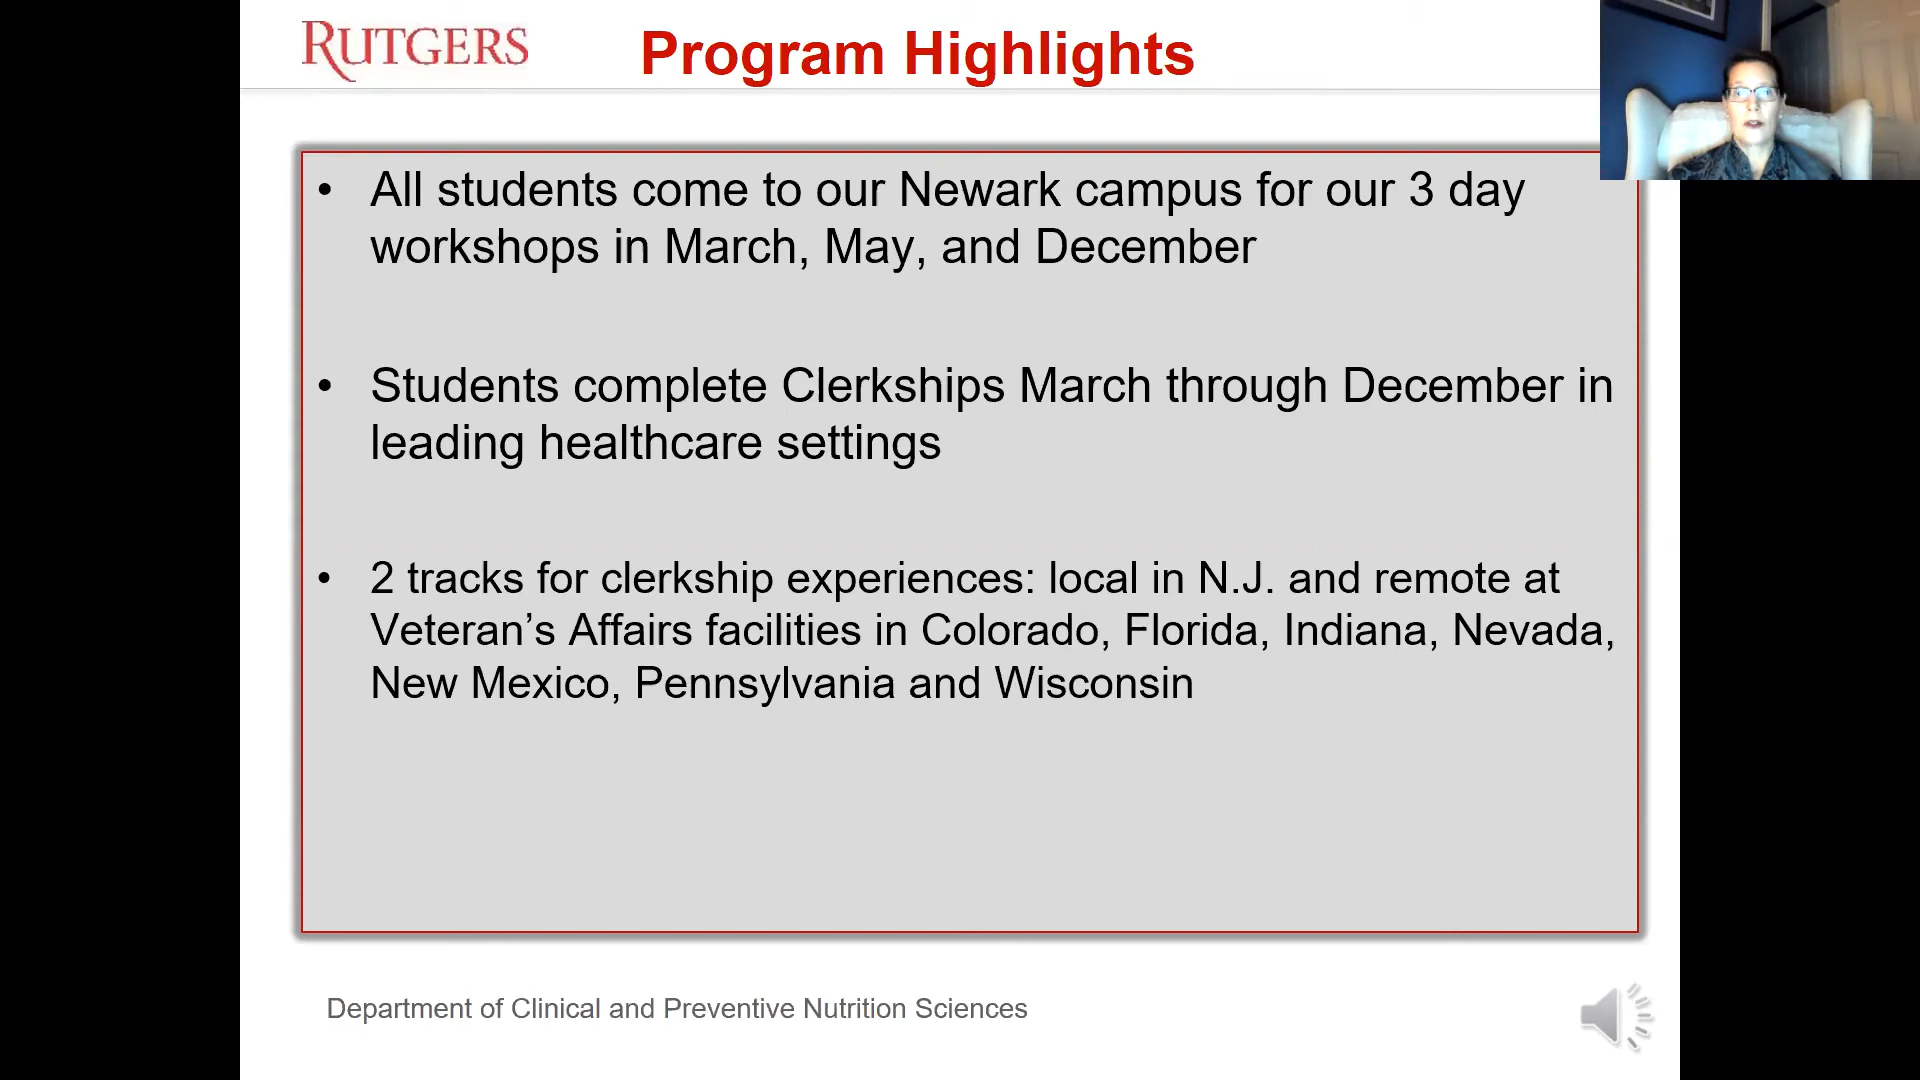 RUTGERS
Program Highlights
• All students come to our Newark campus for our 3 day
workshops in March, May, and December
• Students complete Clerkships March through December in
leading healthcare settings
• 2 tracks for clerkship experiences: local in N.J. and remote at
Veteran’s Affairs facilities in Colorado, Florida, Indiana, Nevada,
New Mexico, Pennsylvania and Wisconsin
Department of Clinical and Preventive Nutrition Sciences